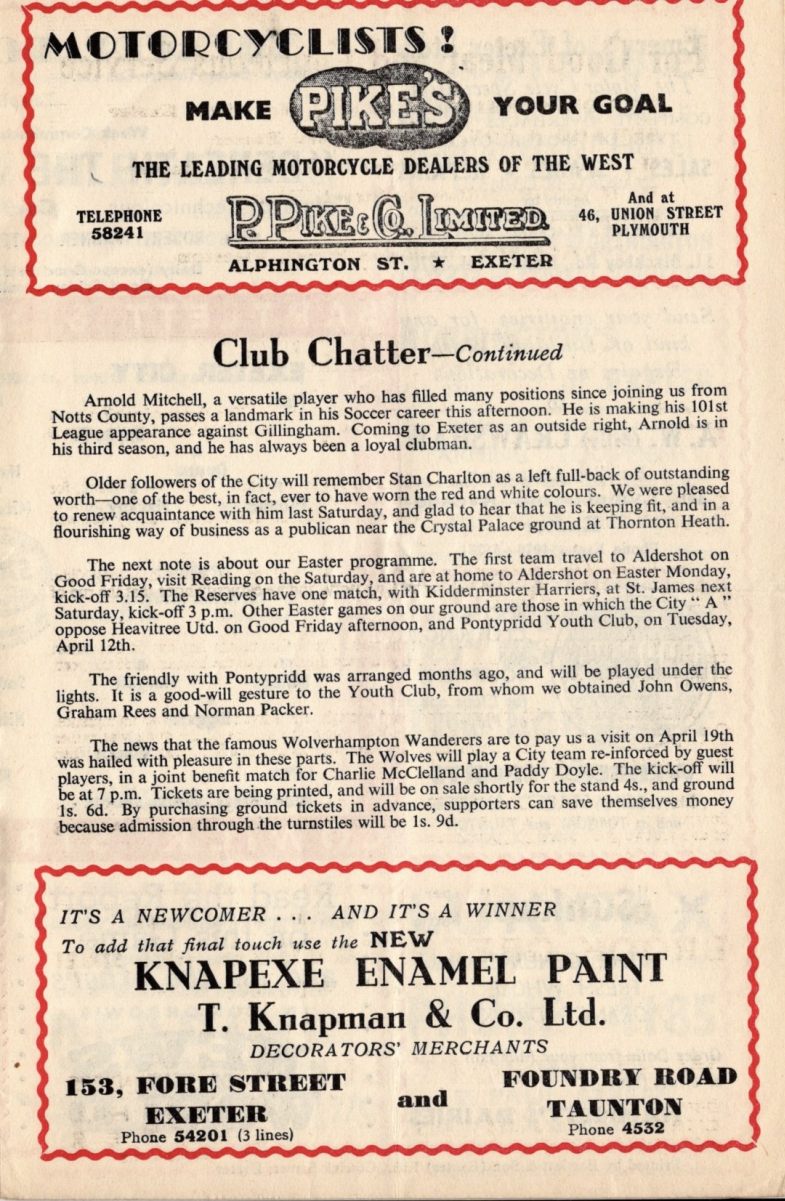 MOTORCYCLISTS !
MAKE PIKE'S YOUR GOAL
THE LEADING MOTORCYCLE DEALERS OF THE WEST
TELEPHONE
58241
P. PIKE & CO. LIMITED
And at
46, UNION STREET
PLYMOUTH
ALPHINGTON ST. ★ EXETER
Club Chatter—Continued
Arnold Mitchell, a versatile player who has filled many positions since joining us from
Notts County, passes a landmark in his Soccer career this afternoon. He is making his 101st
League appearance against Gillingham. Coming to Exeter as an outside right, Arnold is in
his third season, and he has always been a loyal clubman.
Older followers of the City will remember Stan Charlton as a left full-back of outstanding
worth—one of the best, in fact, ever to have worn the red and white colours. We were pleased
to renew acquaintance with him last Saturday, and glad to hear that he is keeping fit, and in a
flourishing way of business as a publican near the Crystal Palace ground at Thornton Heath.
The next note is about our Easter programme. The first team travel to Aldershot on
Good Friday, visit Reading on the Saturday, and are at home to Aldershot on Easter Monday,
kick-off 3.15. The Reserves have one match, with Kidderminster Harriers, at St. James next
Saturday, kick-off 3 p.m. Other Easter games on our ground are those in which the City " A "
oppose Heavitree Utd. on Good Friday afternoon, and Pontypridd Youth Club, on Tuesday,
April 12th.
The friendly with Pontypridd was arranged months ago, and will be played under the
lights. It is a good-will gesture to the Youth Club, from whom we obtained John Owens,
Graham Rees and Norman Packer.
The news that the famous Wolverhampton Wanderers are to pay us a visit on April 19th
was hailed with pleasure in these parts. The Wolves will play a City team re-inforced by guest
players, in a joint benefit match for Charlie McClelland and Paddy Doyle. The kick-off will
be at 7 p.m. Tickets are being printed, and will be on sale shortly for the stand 4s., and ground
1s. 6d. By purchasing ground tickets in advance, supporters can save themselves money
because admission through the turnstiles will be 1s. 9d.
IT'S A NEWCOMER . . . AND IT'S A WINNER
To add that final touch use the NEW
KNAPEXE ENAMEL PAINT
T. Knapman & Co. Ltd.
DECORATORS' MERCHANTS
153, FORE STREET
EXETER
Phone 54201 (3 lines)
and
FOUNDRY ROAD
TAUNTON
Phone 4532